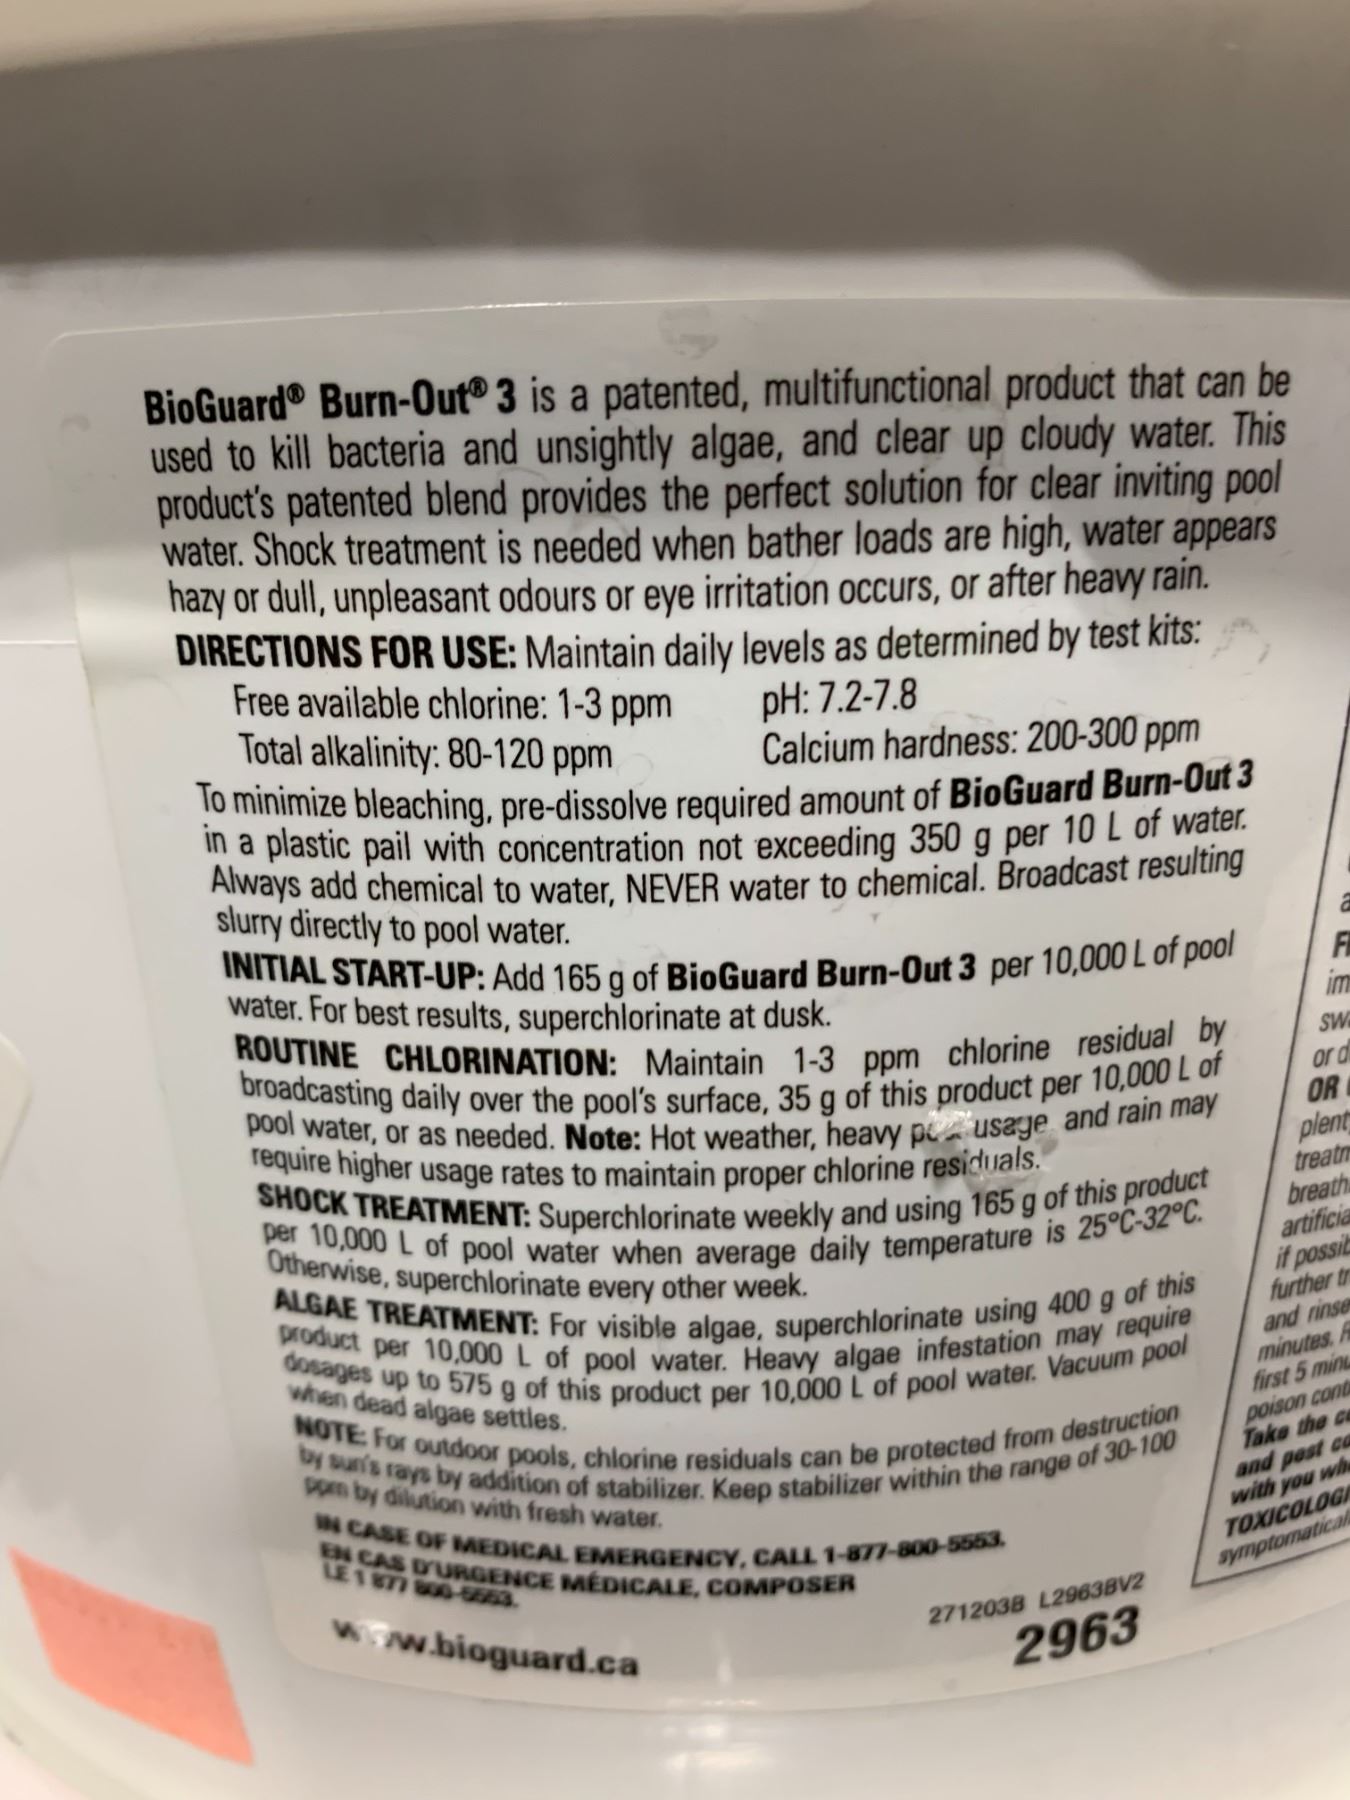 BioGuard® Burn-Out® 3 is a patented, multifunctional product that can be
used to kill bacteria and unsightly algae, and clear up cloudy water. This
product's patented blend provides the perfect solution for clear inviting pool
water. Shock treatment is needed when bather loads are high, water appears
hazy or dull, unpleasant odours or eye irritation occurs, or after heavy rain.
DIRECTIONS FOR USE: Maintain daily levels as determined by test kits:
Free available chlorine: 1-3 ppm pH: 7.2-7.8
Total alkalinity: 80-120 ppm Calcium hardness: 200-300 ppm
To minimize bleaching, pre-dissolve required amount of BioGuard Burn-Out 3
in a plastic pail with concentration not exceeding 350 g per 10 L of water.
Always add chemical to water, NEVER water to chemical. Broadcast resulting
slurry directly to pool water.
INITIAL START-UP: Add 165 g of BioGuard Burn-Out 3 per 10,000 L of pool
water. For best results, superchlorinate at dusk.
ROUTINE CHLORINATION: Maintain 1-3 ppm chlorine residual by
broadcasting daily over the pool's surface, 35 g of this product per 10,000 L of
pool water, or as needed. Note: Hot weather, heavy usage and rain may
require higher usage rates to maintain proper chlorine residuals.
SHOCK TREATMENT: Superchlorinate weekly and using 165 g of this product
per 10,000 L of pool water when average daily temperature is 25°C-32°C.
Otherwise, superchlorinate every other week.
ALGAE TREATMENT: For visible algae, superchlorinate using 400 g of this
product per 10,000 L of pool water. Heavy algae infestation may require
dosages up to 575 g of this product per 10,000 L of pool water. Vacuum pool
when dead algae settles.
NOTE: For outdoor pools, chlorine residuals can be protected from destruction
by sun's rays by addition of stabilizer. Keep stabilizer within the range of 30-100
ppm by dilution with fresh water.
IN CASE OF MEDICAL EMERGENCY, CALL 1-877-800-5553.
EN CAS D'URGENCE MÉDICALE, COMPOSER
LE 1 877 800-5553.
www.bioguard.ca
271203B L2963BV2
2963
or d
OR
and rinse
minutes.
poison
Take the
and pest
with you